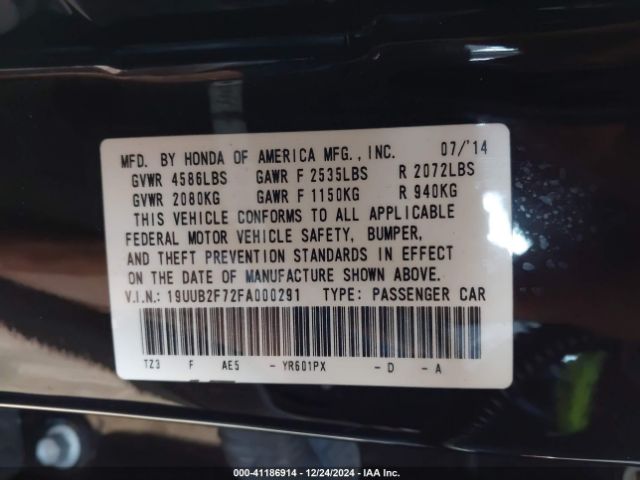 MFD. BY HONDA OF AMERICA MFG., INC. 07/'14
GVWR 4586LBS GAWR F 2535LBS R 2072LBS
GVWR 2080KG GAWR F 1150KG R 940KG
THIS VEHICLE CONFORMS TO ALL APPLICABLE
FEDERAL MOTOR VEHICLE SAFETY, BUMPER,
AND THEFT PREVENTION STANDARDS IN EFFECT
ON THE DATE OF MANUFACTURE SHOWN ABOVE.
V.I.N.: 19UUB2F72FA000291 TYPE: PASSENGER CAR
TZ3 F AE5 - YR601PX - D - A
000-41186914 - 12/24/2024 - IAA Inc.